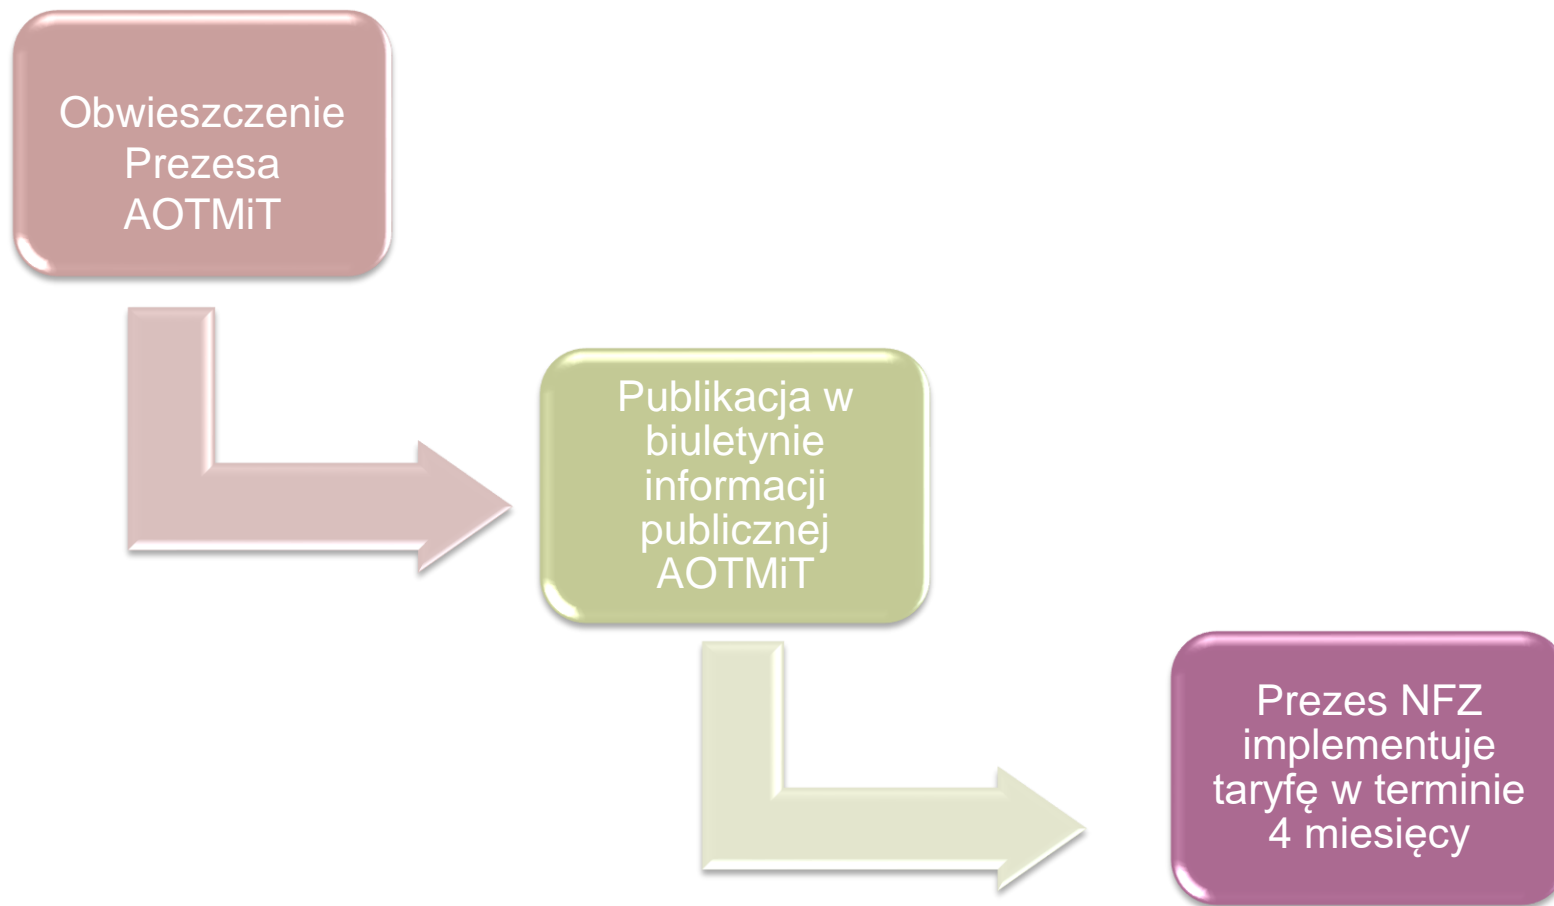 Obwieszczenie
Prezesa
AOTMiT
Publikacja w
biuletynie
informacji
publicznej
AOTMiT
Prezes NFZ
implementuje
taryfę w terminie
4 miesięcy